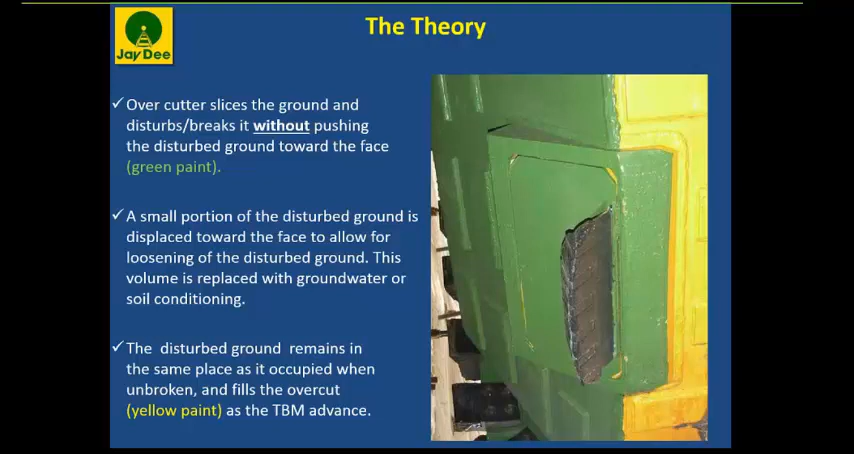 Jay Dee
The Theory
✓Over cutter slices the ground and
disturbs/breaks it without pushing
the disturbed ground toward the face
(green paint).
✓A small portion of the disturbed ground is
displaced toward the face to allow for
loosening of the disturbed ground. This
volume is replaced with groundwater or
soil conditioning.
✓The disturbed ground remains in
the same place as it occupied when
unbroken, and fills the overcut
(yellow paint) as the TBM advance.